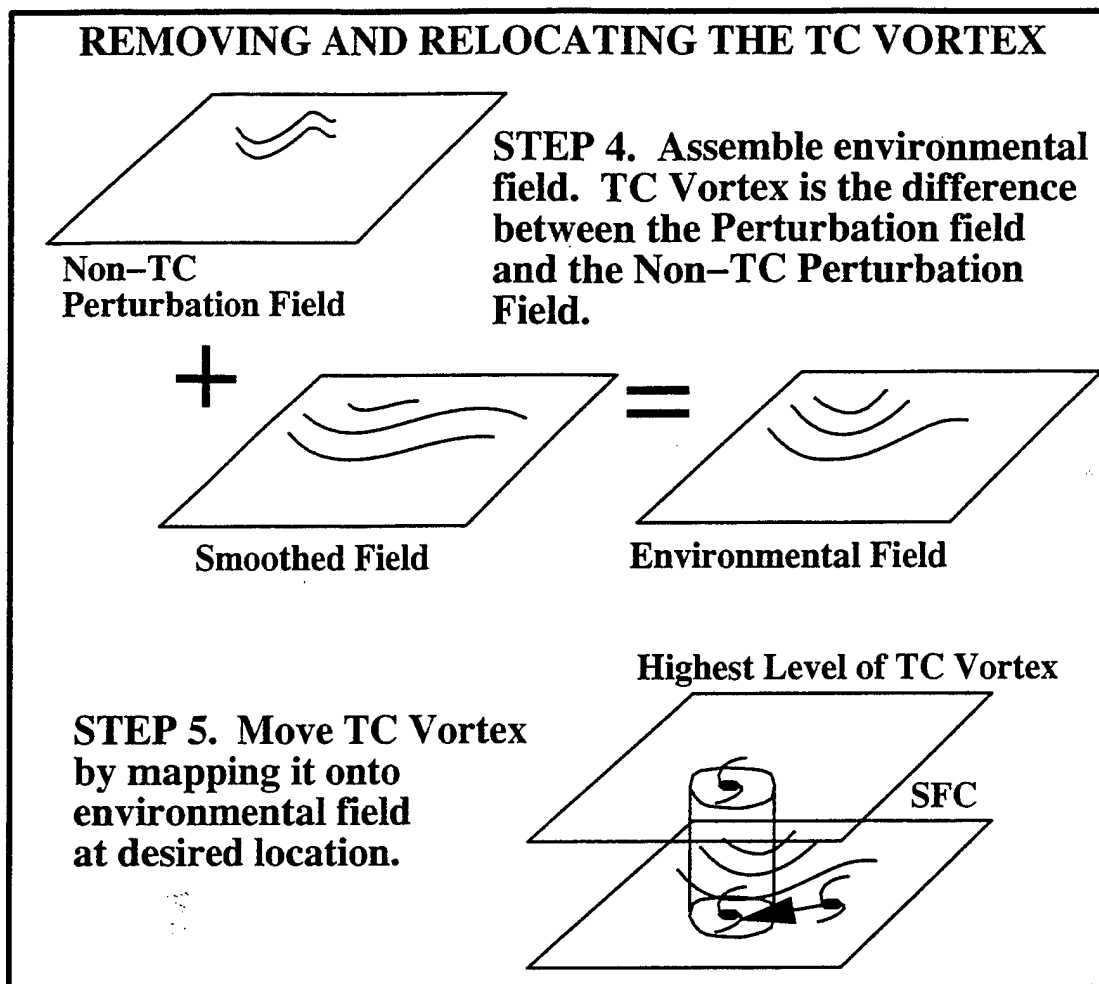 REMOVING AND RELOCATING THE TC VORTEX
STEP 4. Assemble environmental
field. TC Vortex is the difference
between the Perturbation field
and the Non–TC Perturbation
Field.
Non–TC
Perturbation Field
+
=
Smoothed Field
Environmental Field
Highest Level of TC Vortex
STEP 5. Move TC Vortex
by mapping it onto
environmental field
at desired location.
SFC